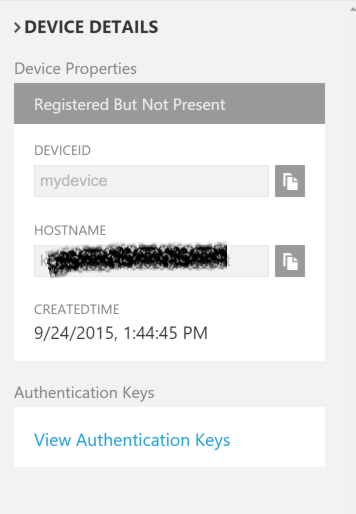 DEVICE DETAILS
Device Properties
Registered But Not Present
DEVICEID
mydevice
HOSTNAME
CREATEDTIME
9/24/2015, 1:44:45 PM
Authentication Keys
View Authentication Keys